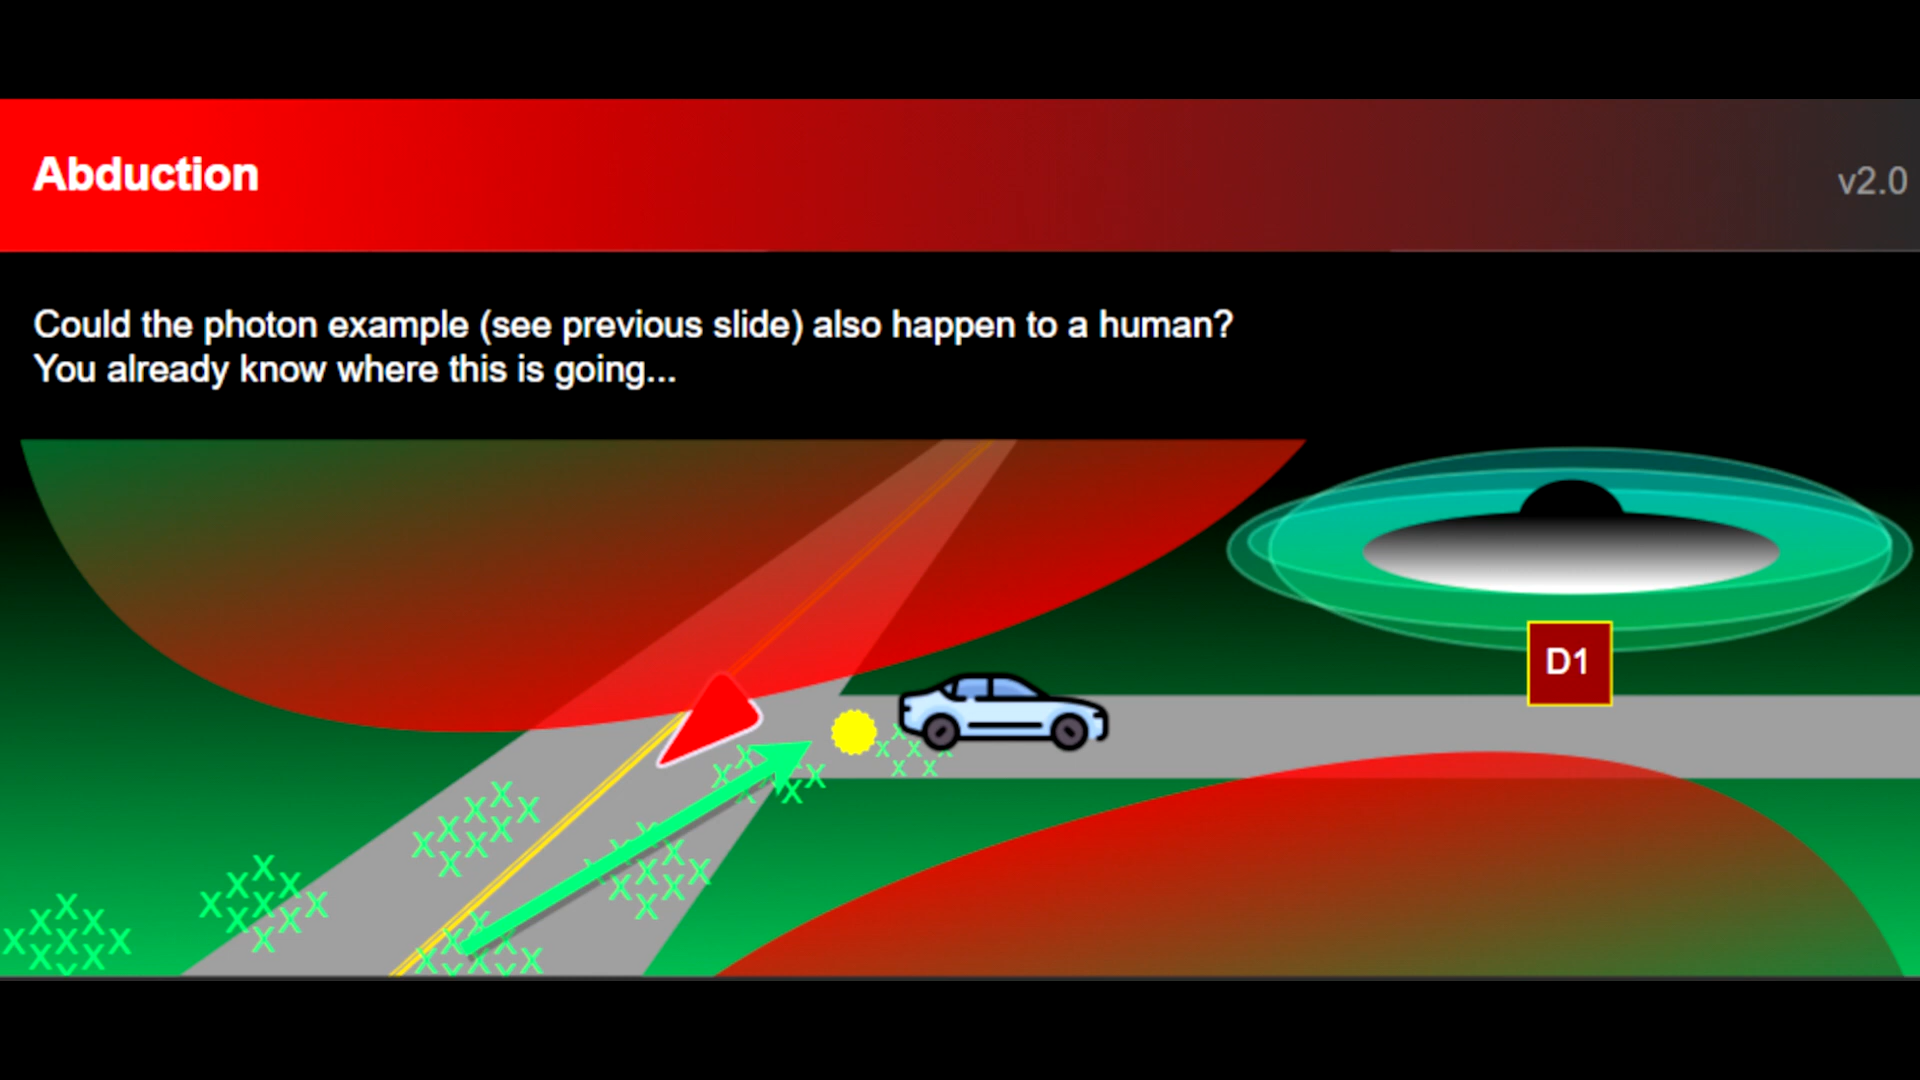 Abduction
v2.0
Could the photon example (see previous slide) also happen to a human?
You already know where this is going...
D1